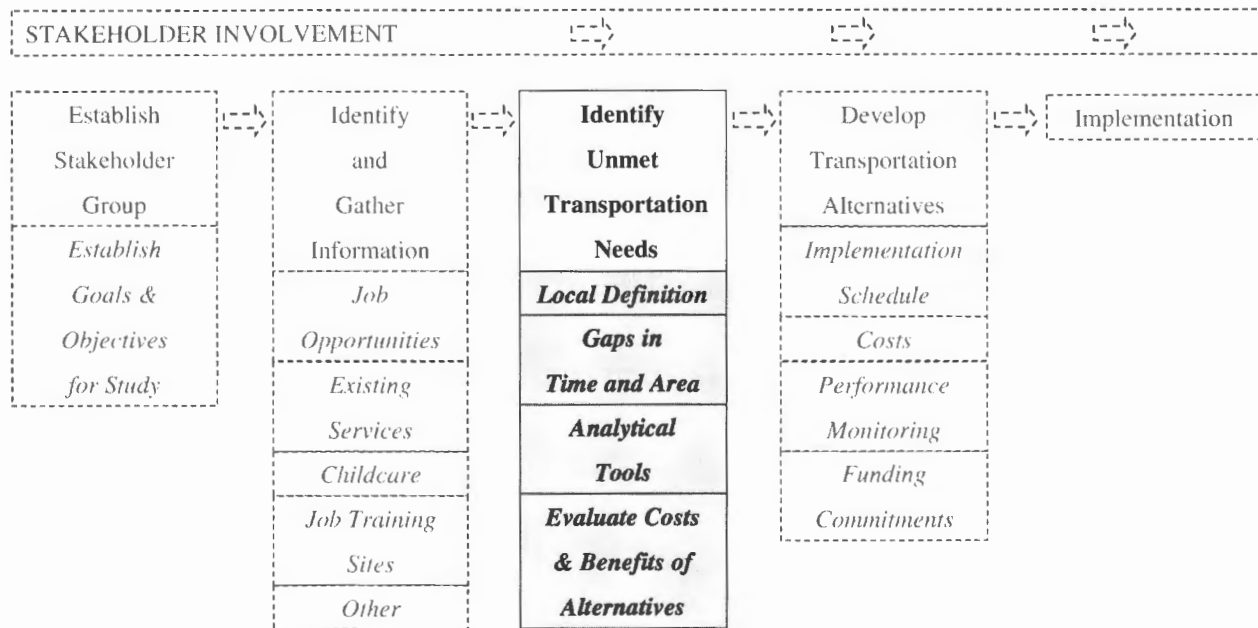 STAKEHOLDER INVOLVEMENT
Establish
Stakeholder
Group
Establish
Goals &
Objectives
for Study
Identify
and
Gather
Information
Job
Opportunities
Existing
Services
Childcare
Job Training
Sites
Other
Identify
Unmet
Transportation
Needs
Local Definition
Gaps in
Time and Area
Analytical
Tools
Evaluate Costs
& Benefits of
Alternatives
Develop
Transportation
Alternatives
Implementation
Schedule
Costs
Performance
Monitoring
Funding
Commitments
Implementation